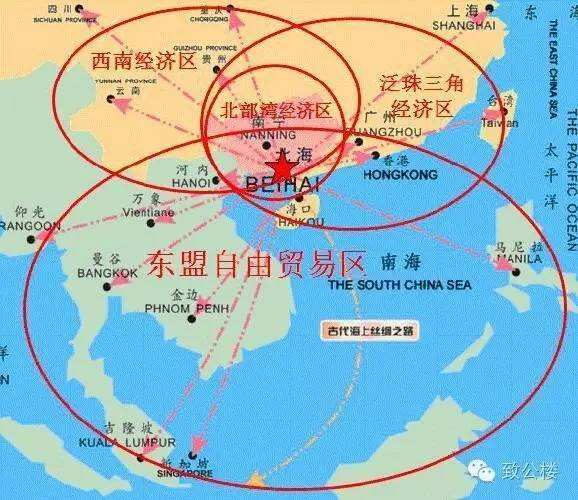 四川
SICHUAN PROVINCE
重庆
CHORGQING
上海
SHANGHAI
东海
THE EAST CHINA SEA
西南经济区
GUIZHOU PROVINCE
贵州
YUNNAN PROVINCE
云南
泛珠三角
经济区
北部湾经济区
南宁
NANNING
广州
GUANGZHOU
台湾
Taiwan
太平洋
THE PACIFIC OCEAN
香港
HONGKONG
北海
BEIHAI
河内
HANOI
海口
HAIKOU
万象
Vientiane
仰光
RANGOON
曼谷
BANGKOK
东盟自由贸易区
南海
THE SOUTH CHINA SEA
马尼拉
MANILA
金边
PHNOM PENH
古代海上丝绸之路
洋
吉隆坡
KUALA LUMPUR
新加坡
SINGAPORE
致公楼